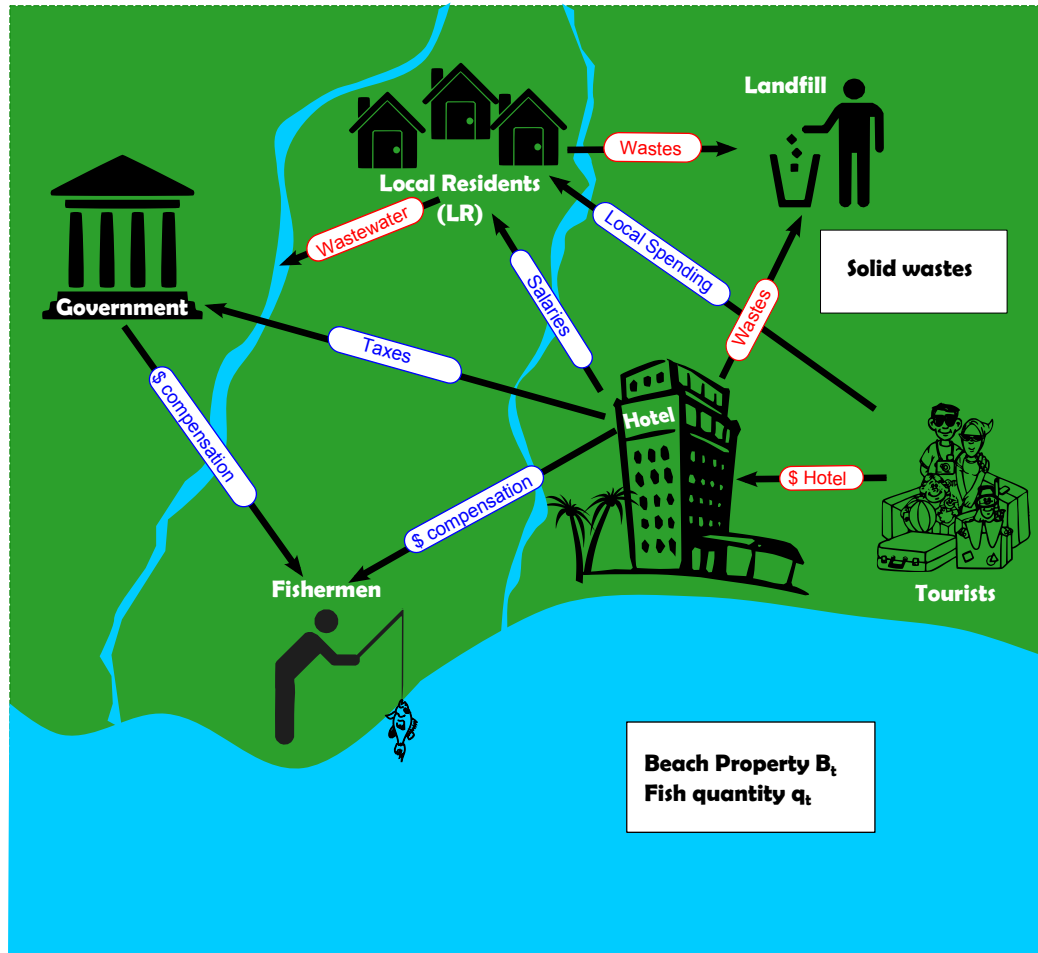 Landfill
Wastes
Local Residents
(LR)
Wastewater
Local Spending
Solid wastes
Salaries
Wastes
Government
Taxes
$ compensation
Hotel
$ Hotel
$ compensation
Fishermen
Tourists
Beach Property Bₜ
Fish quantity qₜ